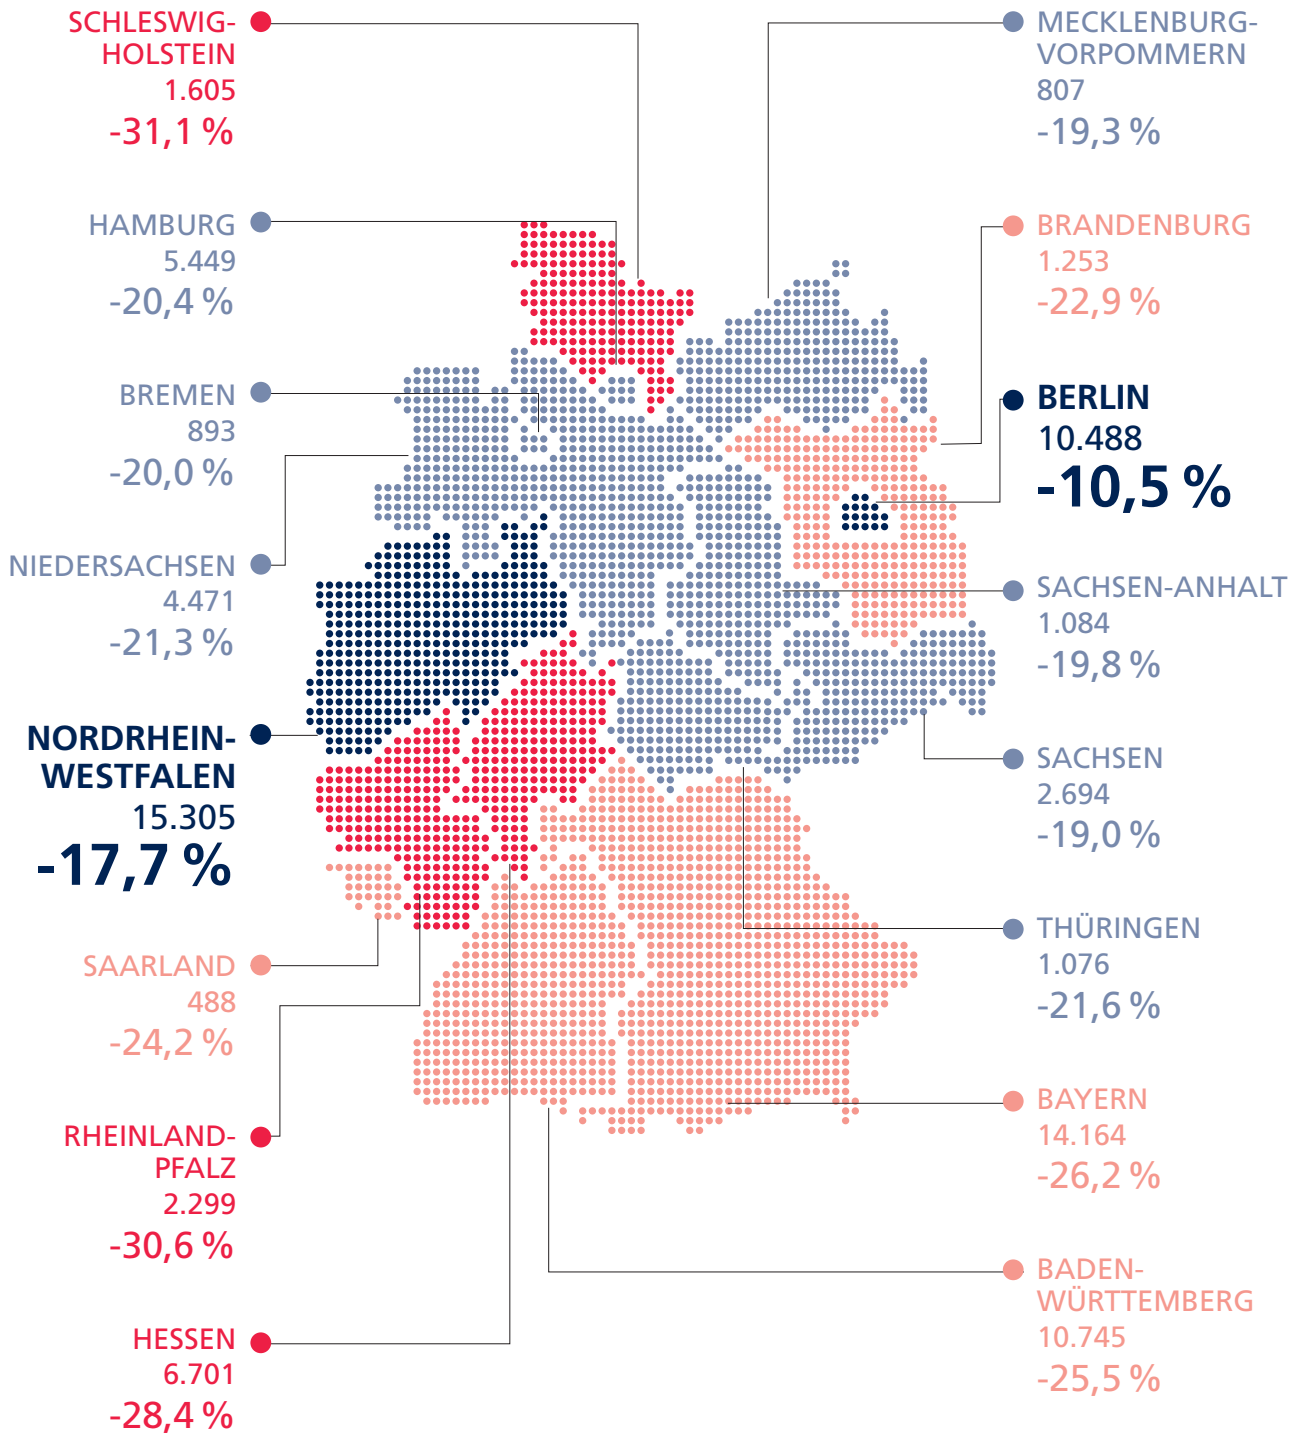 SCHLESWIG-
HOLSTEIN
1.605
-31,1 %
HAMBURG
5.449
-20,4 %
BREMEN
893
-20,0 %
NIEDERSACHSEN
4.471
-21,3 %
NORDRHEIN-
WESTFALEN
15.305
-17,7 %
SAARLAND
488
-24,2 %
RHEINLAND-
PFALZ
2.299
-30,6 %
HESSEN
6.701
-28,4 %
MECKLENBURG-
VORPOMMERN
807
-19,3 %
BRANDENBURG
1.253
-22,9 %
BERLIN
10.488
-10,5 %
SACHSEN-ANHALT
1.084
-19,8 %
SACHSEN
2.694
-19,0 %
THÜRINGEN
1.076
-21,6 %
BAYERN
14.164
-26,2 %
BADEN-
WÜRTTEMBERG
10.745
-25,5 %